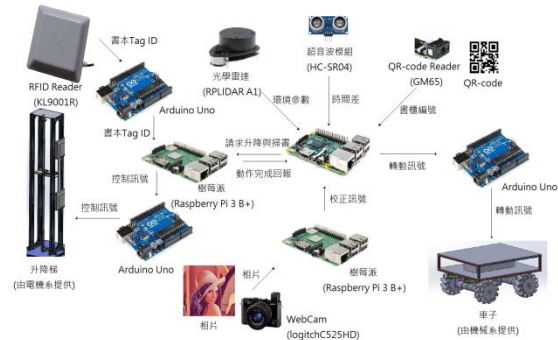 書本Tag ID
RFID Reader
(KL9001R)
Arduino Uno
書本Tag ID
光學雷達
(RPLIDAR A1)
環境參數
超音波模組
(HC-SR04)
時間差
QR-code Reader
(GM65)
QR-code
書櫃編號
請求升降與掃書
動作完成回報
轉動訊號
Arduino Uno
控制訊號
樹莓派
(Raspberry Pi 3 B+)
控制訊號
校正訊號
轉動訊號
Arduino Uno
樹莓派
(Raspberry Pi 3 B+)
升降梯
(由電機系提供)
相片
相片
WebCam
(logitchC525HD)
車子
(由機械系提供)